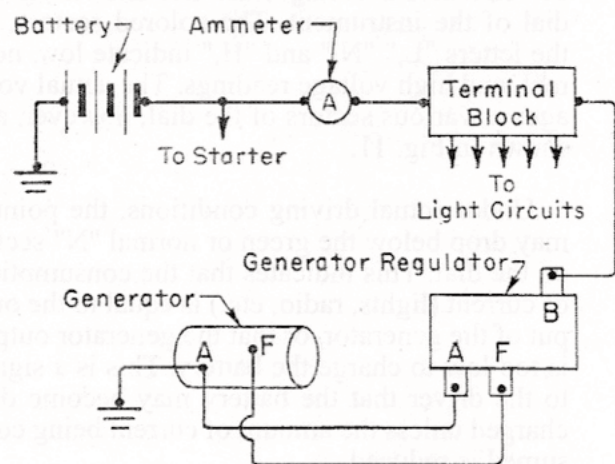 Battery
Ammeter
A
Terminal
Block
To Starter
To
Light Circuits
Generator Regulator
Generator
B
A
F
A
F